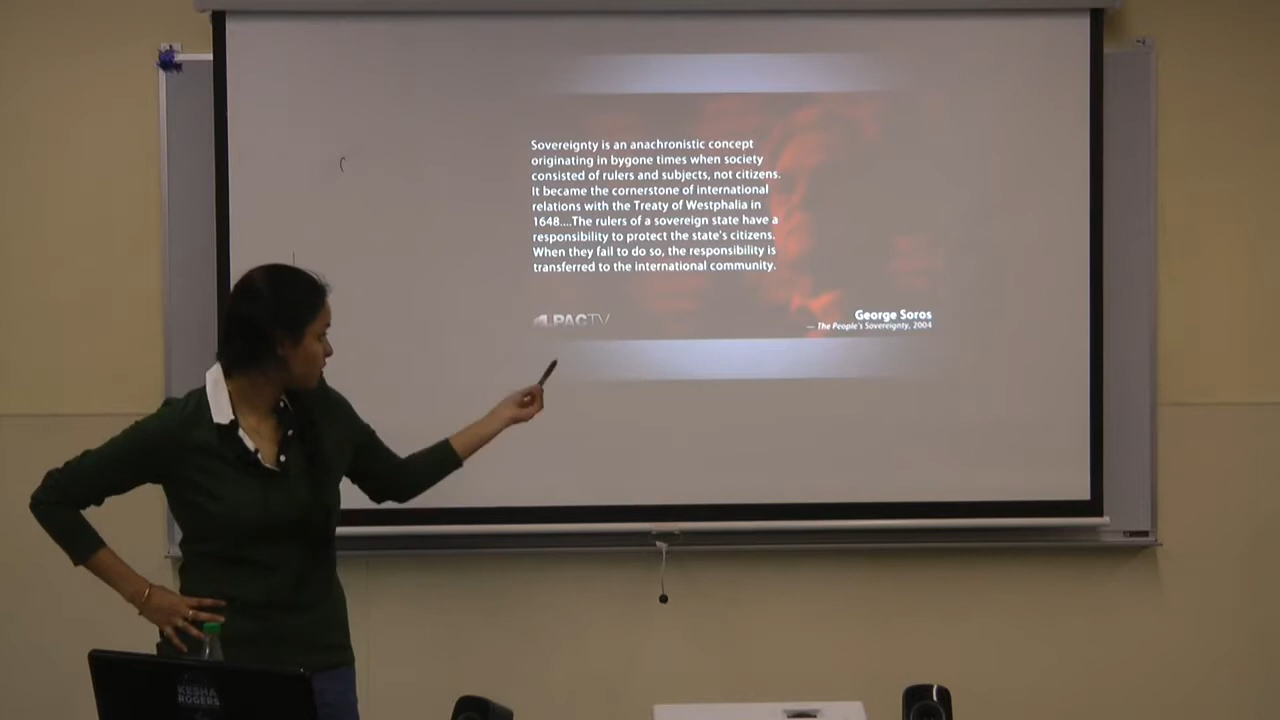 Sovereignty is an anachronistic concept
originating in bygone times when society
consisted of rulers and subjects, not citizens.
It became the cornerstone of international
relations with the Treaty of Westphalia in
1648....The rulers of a sovereign state have a
responsibility to protect the state's citizens.
When they fail to do so, the responsibility is
transferred to the international community.
LPACTV
George Soros
— The People's Sovereignty, 2004
KESHA
ROGERS